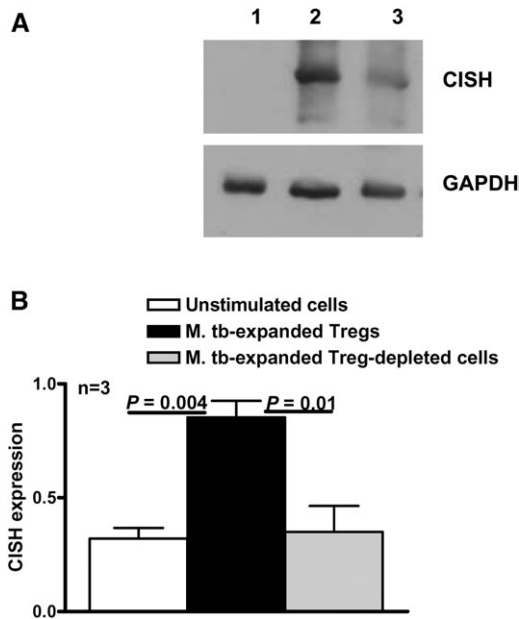 A
1 2 3
CISH
GAPDH
B
Unstimulated cells
M. tb-expanded Tregs
M. tb-expanded Treg-depleted cells
1.0
n=3
P = 0.004 P = 0.01
0.5
0.0
CISH expression